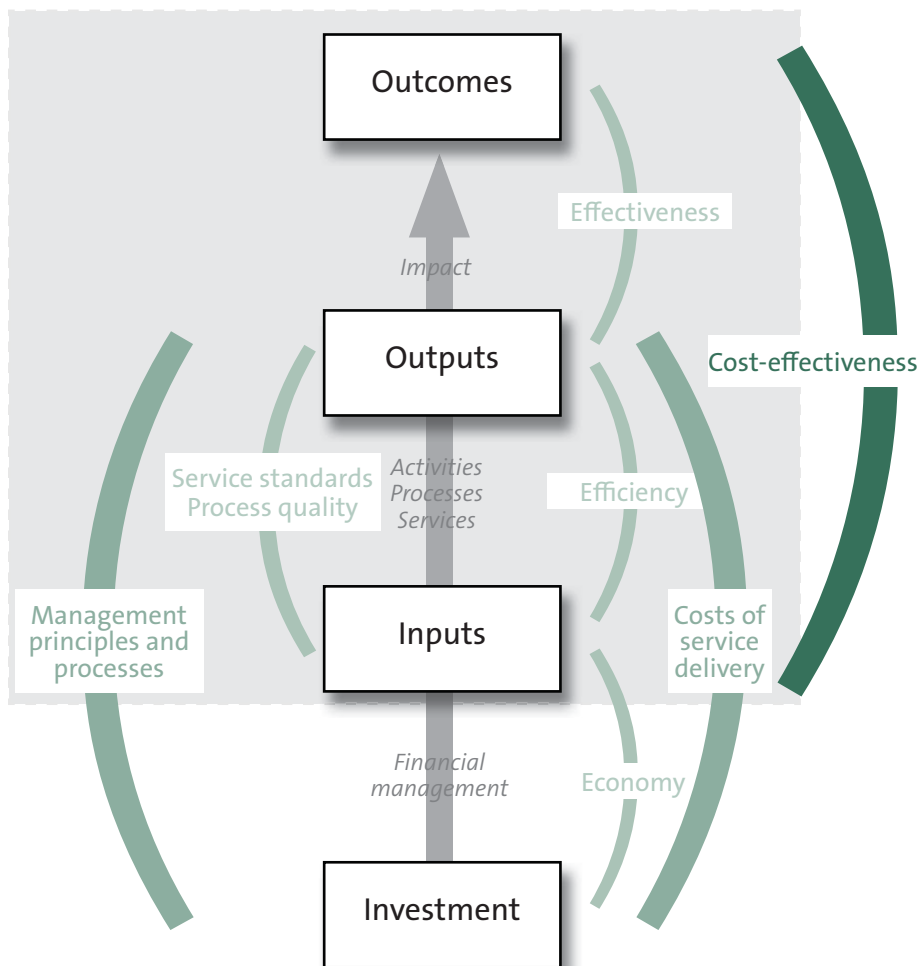 Outcomes
Effectiveness
Impact
Outputs
Cost-effectiveness
Activities
Processes
Services
Service standards
Process quality
Efficiency
Inputs
Management
principles and
processes
Costs of
service
delivery
Financial
management
Economy
Investment